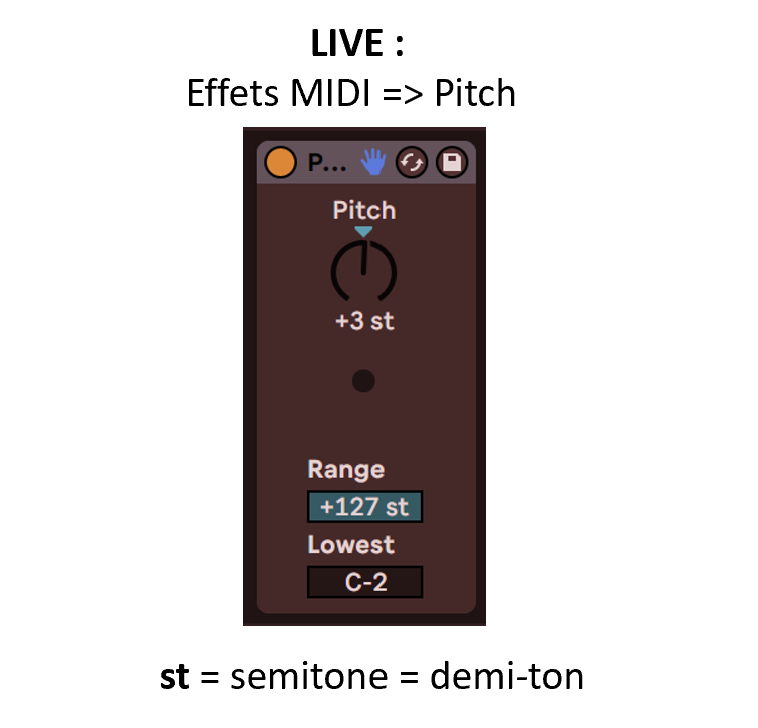 LIVE :
Effets MIDI => Pitch
P...
Pitch
+3 st
Range
+127 st
Lowest
C-2
st = semitone = demi-ton